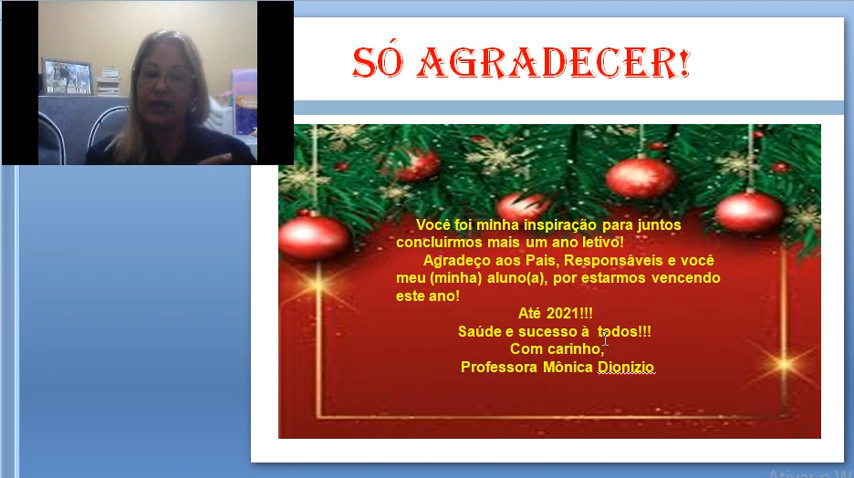 SÓ AGRADECER!
Você foi minha inspiração para juntos
concluirmos mais um ano letivo!
Agradeço aos Pais, Responsáveis e você
meu (minha) aluno(a), por estarmos vencendo
este ano!
Até 2021!!!
Saúde e sucesso à todos!!!
Com carinho,
Professora Mônica Dionizio
Ativar o W